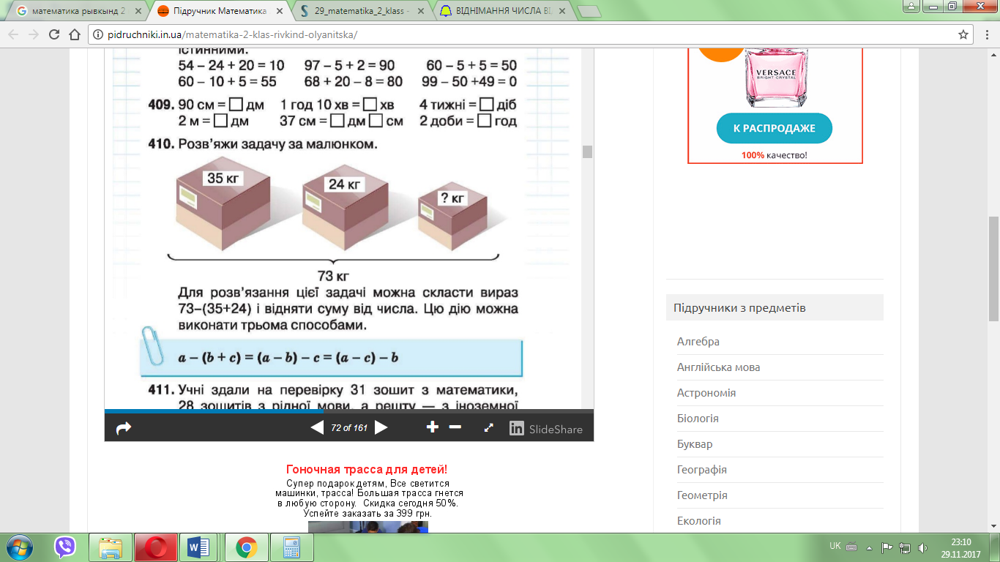 математика рывкынд 2
Підручник Математика
29_matematika_2_klass -
ВІДНІМАННЯ ЧИСЛА ВІ
pidruchniki.in.ua/matematika-2-klas-rivkind-olyanitska/
істинними.
54 – 24 + 20 = 10 97 – 5 + 2 = 90 60 – 5 + 5 = 50
60 – 10 + 5 = 55 68 + 20 – 8 = 80 99 – 50 +49 = 0
409. 90 см = □ дм 1 год 10 хв = □ хв 4 тижні = □ діб
2 м = □ дм 37 см = □ дм □ см 2 доби = □ год
410. Розв’яжи задачу за малюнком.
35 кг
24 кг
? кг
73 кг
Для розв’язання цієї задачі можна скласти вираз
73–(35+24) і відняти суму від числа. Цю дію можна
виконати трьома способами.
a – (b + c) = (a – b) – c = (a – c) – b
411. Учні здали на перевірку 31 зошит з математики,
28 зошитів з рідної мови, а решту — з іноземної
72 of 161
in SlideShare
VERSACE
BRIGHT CRYSTAL
К РАСПРОДАЖЕ
100% качество!
Підручники з предметів
Алгебра
Англійська мова
Астрономія
Біологія
Буквар
Географія
Геометрія
Екологія
Гоночная трасса для детей!
Супер подарок детям, Все светится
машинки, трасса! Большая трасса гнется
в любую сторону. Скидка сегодня 50%.
Успейте заказать за 399 грн.
UK
23:10
29.11.2017